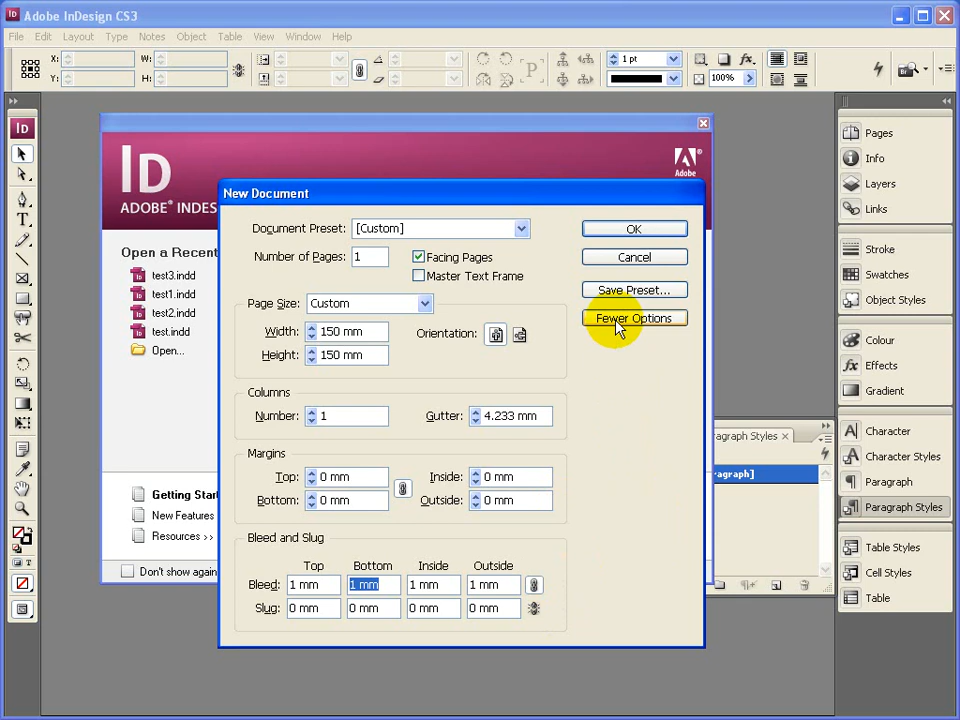 Adobe InDesign CS3
File Edit Layout Type Notes Object Table View Window Help
X: W: 1 pt
Y: H: 100%
ID
ADOBE® INDES
Adobe
Open a Recent
test3.indd
test1.indd
test2.indd
test.indd
Open...
Getting Star
New Features
Resources >>
Don't show again
New Document
Document Preset: [Custom]
Number of Pages: 1
Facing Pages
Master Text Frame
Page Size: Custom
Width: 150 mm
Height: 150 mm
Orientation:
Columns
Number: 1 Gutter: 4.233 mm
Margins
Top: 0 mm Inside: 0 mm
Bottom: 0 mm Outside: 0 mm
Bleed and Slug
Top Bottom Inside Outside
Bleed: 1 mm 1 mm 1 mm 1 mm
Slug: 0 mm 0 mm 0 mm 0 mm
OK
Cancel
Save Preset...
Fewer Options
aragraph Styles
ragraph]
Pages
Info
Layers
Links
Stroke
Swatches
Object Styles
Colour
Effects
Gradient
Character
Character Styles
Paragraph
Paragraph Styles
Table Styles
Cell Styles
Table